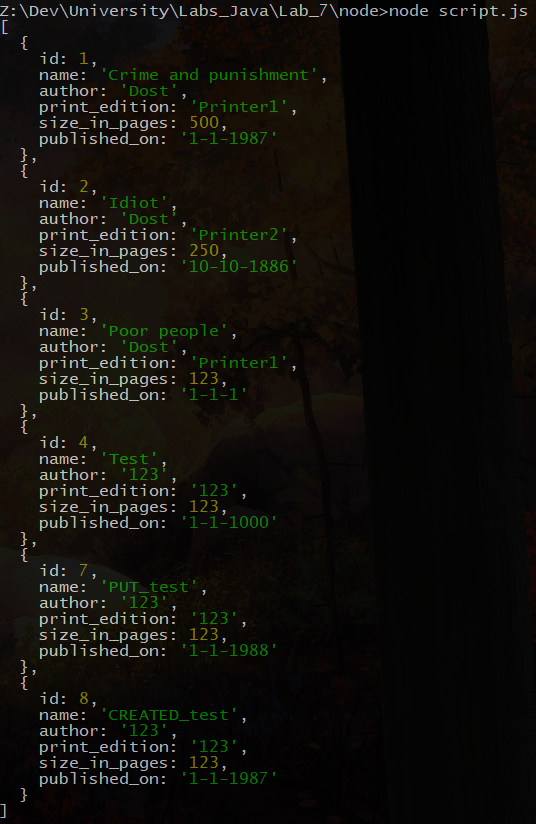 Z:\Dev\University\Labs_Java\Lab_7\node>node script.js
[
  {
    id: 1,
    name: 'Crime and punishment',
    author: 'Dost',
    print_edition: 'Printer1',
    size_in_pages: 500,
    published_on: '1-1-1987'
  },
  {
    id: 2,
    name: 'Idiot',
    author: 'Dost',
    print_edition: 'Printer2',
    size_in_pages: 250,
    published_on: '10-10-1886'
  },
  {
    id: 3,
    name: 'Poor people',
    author: 'Dost',
    print_edition: 'Printer1',
    size_in_pages: 123,
    published_on: '1-1-1'
  },
  {
    id: 4,
    name: 'Test',
    author: '123',
    print_edition: '123',
    size_in_pages: 123,
    published_on: '1-1-1000'
  },
  {
    id: 7,
    name: 'PUT_test',
    author: '123',
    print_edition: '123',
    size_in_pages: 123,
    published_on: '1-1-1988'
  },
  {
    id: 8,
    name: 'CREATED_test',
    author: '123',
    print_edition: '123',
    size_in_pages: 123,
    published_on: '1-1-1987'
  }
]